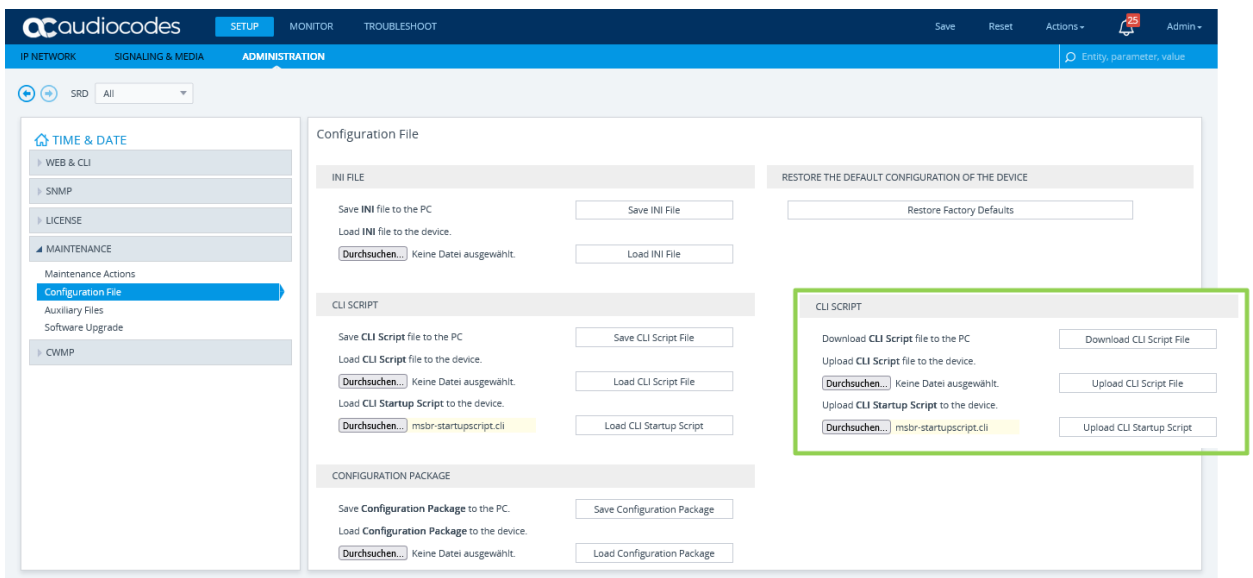 audiocodes SETUP MONITOR TROUBLESHOOT Save Reset Actions 25 Admin
IP NETWORK SIGNALING & MEDIA ADMINISTRATION Entity, parameter, value
SRD All
TIME & DATE
WEB & CLI
SNMP
LICENSE
MAINTENANCE
Maintenance Actions
Configuration File
Auxiliary Files
Software Upgrade
CWMP
Configuration File
INI FILE
Save INI file to the PC Save INI File
Load INI file to the device.
Durchsuchen... Keine Datei ausgewählt. Load INI File
CLI SCRIPT
Save CLI Script file to the PC Save CLI Script File
Load CLI Script file to the device.
Durchsuchen... Keine Datei ausgewählt. Load CLI Script File
Load CLI Startup Script to the device.
Durchsuchen... msbr-startupscript.cli Load CLI Startup Script
CONFIGURATION PACKAGE
Save Configuration Package to the PC. Save Configuration Package
Load Configuration Package to the device.
Durchsuchen... Keine Datei ausgewählt. Load Configuration Package
RESTORE THE DEFAULT CONFIGURATION OF THE DEVICE
Restore Factory Defaults
CLI SCRIPT
Download CLI Script file to the PC Download CLI Script File
Upload CLI Script file to the device.
Durchsuchen... Keine Datei ausgewählt. Upload CLI Script File
Upload CLI Startup Script to the device.
Durchsuchen... msbr-startupscript.cli Upload CLI Startup Script